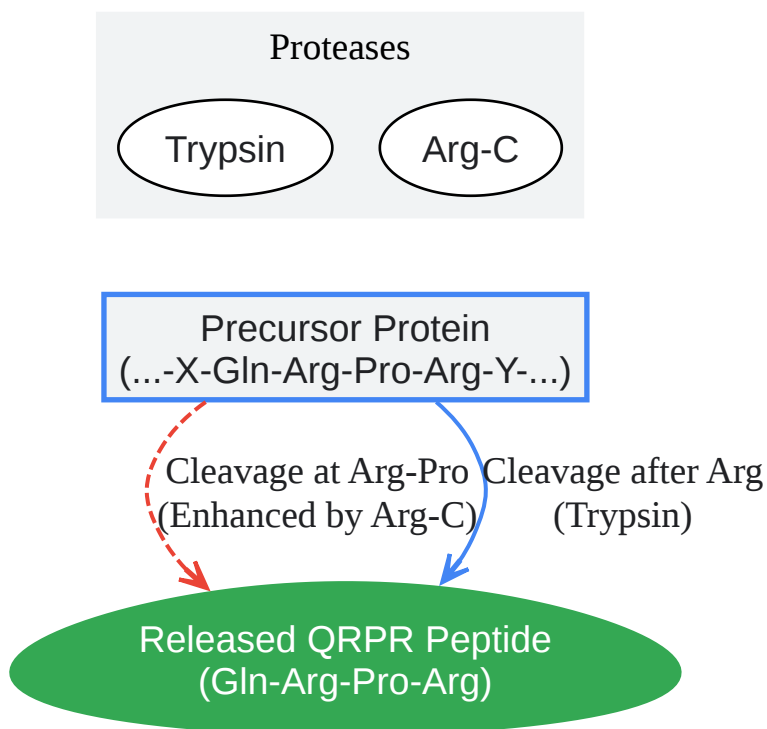 Proteases
Trypsin
Arg-C
Precursor Protein
(...-X-Gln-Arg-Pro-Arg-Y-...)
Cleavage at Arg-Pro
(Enhanced by Arg-C)
Cleavage after Arg
(Trypsin)
Released QRPR Peptide
(Gln-Arg-Pro-Arg)